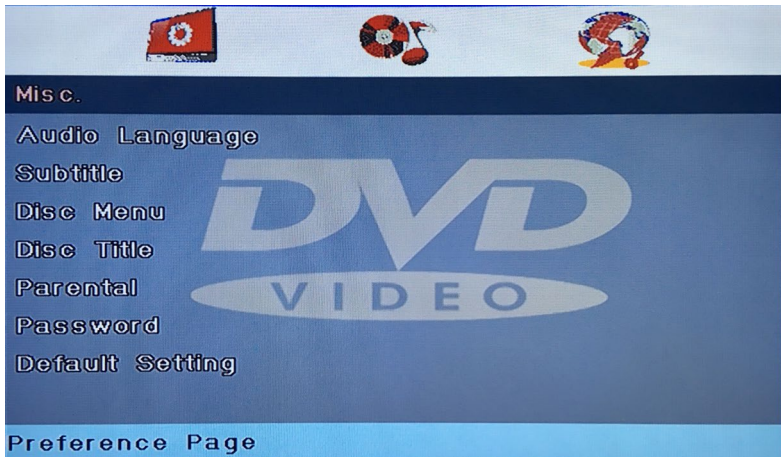 Misc.
Audio Language
Subtitle
Disc Menu
Disc Title
Parental
Password
Default Setting
DVD
VIDEO
Preference Page